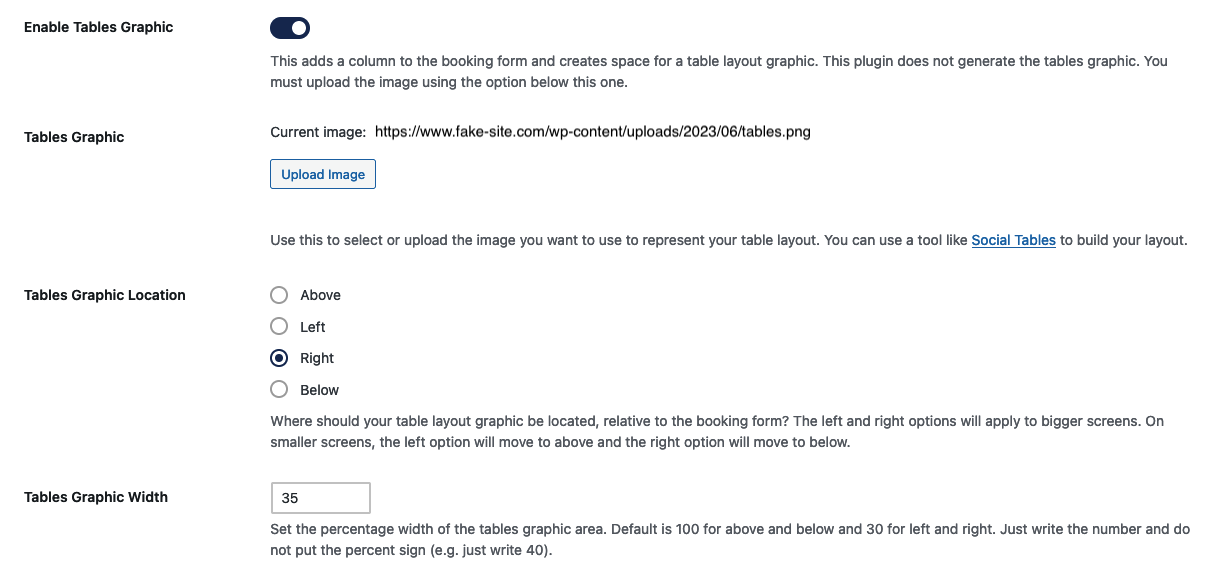 Enable Tables Graphic
This adds a column to the booking form and creates space for a table layout graphic. This plugin does not generate the tables graphic. You
must upload the image using the option below this one.
Tables Graphic
Current image: https://www.fake-site.com/wp-content/uploads/2023/06/tables.png
Upload Image
Use this to select or upload the image you want to use to represent your table layout. You can use a tool like Social Tables to build your layout.
Tables Graphic Location
Above
Left
Right
Below
Where should your table layout graphic be located, relative to the booking form? The left and right options will apply to bigger screens. On
smaller screens, the left option will move to above and the right option will move to below.
Tables Graphic Width
35
Set the percentage width of the tables graphic area. Default is 100 for above and below and 30 for left and right. Just write the number and do
not put the percent sign (e.g. just write 40).